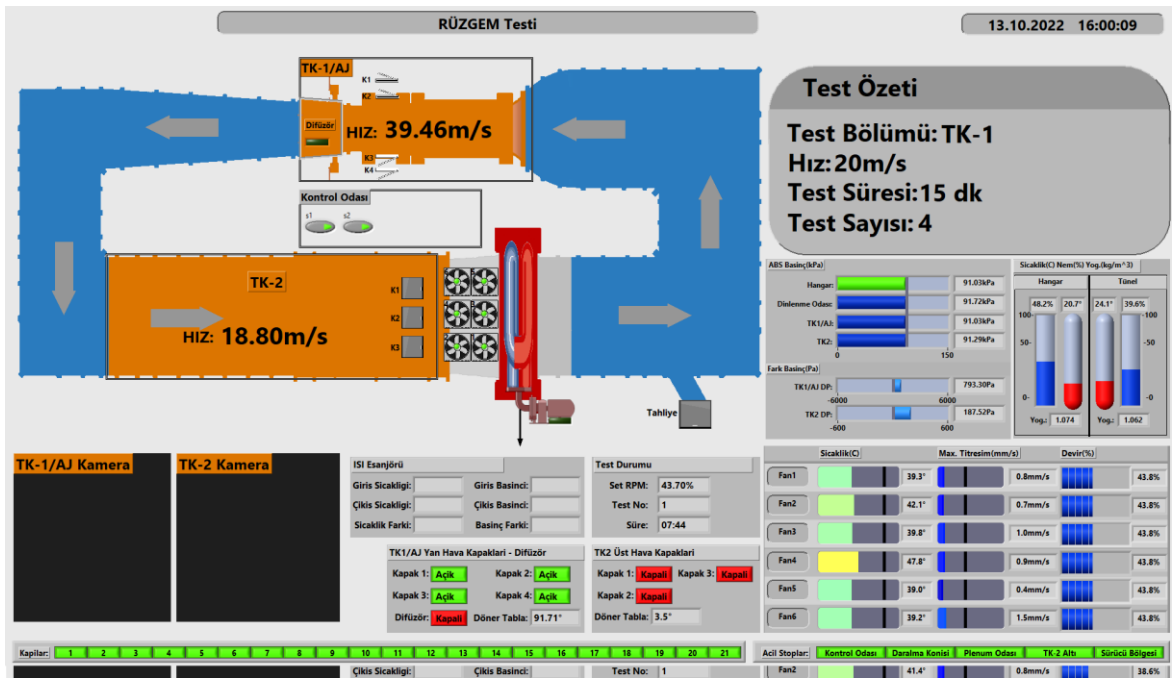 RÜZGEM Testi
13.10.2022 16:00:09
TK-1/AJ
K1
K2
Difüzör
HIZ: 39.46m/s
K3
K4
Kontrol Odası
s1 s2
TK-2
K1
K2
K3
HIZ: 18.80m/s
Tahliye
Test Özeti
Test Bölümü: TK-1
Hız:20m/s
Test Süresi:15 dk
Test Sayısı: 4
ABS Basinç(kPa)
Hangar: 91.03kPa
Dinlenme Odası: 91.72kPa
TK1/AJ: 91.03kPa
TK2: 91.29kPa
0 150
Fark Basinç(Pa)
TK1/AJ DP: 793.30Pa
-6000 6000
TK2 DP: 187.52Pa
-600 600
Sicaklik(C) Nem(%) Yog.(kg/m^3)
Hangar Tünel
48.2% 20.7° 24.1° 39.6%
100- -100
50- -50
0- -0
Yog.: 1.074 Yog.: 1.062
TK-1/AJ Kamera
TK-2 Kamera
ISI Esanjörü
Giris Sicakligi: Giris Basinci:
Çikis Sicakligi: Çikis Basinci:
Sicaklik Farki: Basinç Farki:
Test Durumu
Set RPM: 43.70%
Test No: 1
Süre: 07:44
TK1/AJ Yan Hava Kapaklari - Difüzör
Kapak 1: Açik Kapak 2: Açik
Kapak 3: Açik Kapak 4: Açik
Difüzör: Kapali Döner Tabla: 91.71°
TK2 Üst Hava Kapaklari
Kapak 1: Kapali Kapak 3: Kapali
Kapak 2: Kapali
Döner Tabla: 3.5°
Sicaklik(C) Max. Titresim(mm/s) Devir(%)
Fan1 39.3° 0.8mm/s 43.8%
Fan2 42.1° 0.7mm/s 43.8%
Fan3 39.8° 1.0mm/s 43.8%
Fan4 47.8° 0.9mm/s 43.8%
Fan5 39.0° 0.4mm/s 43.8%
Fan6 39.2° 1.5mm/s 43.8%
Kapilar: 1 2 3 4 5 6 7 8 9 10 11 12 13 14 15 16 17 18 19 20 21
Acil Stoplar: Kontrol Odası Daralma Konisi Plenum Odası TK-2 Altı Sürücü Bölgesi
Çikis Sicakligi: Çikis Basinci: Test No: 1
Fan2 41.4° 0.8mm/s 38.6%